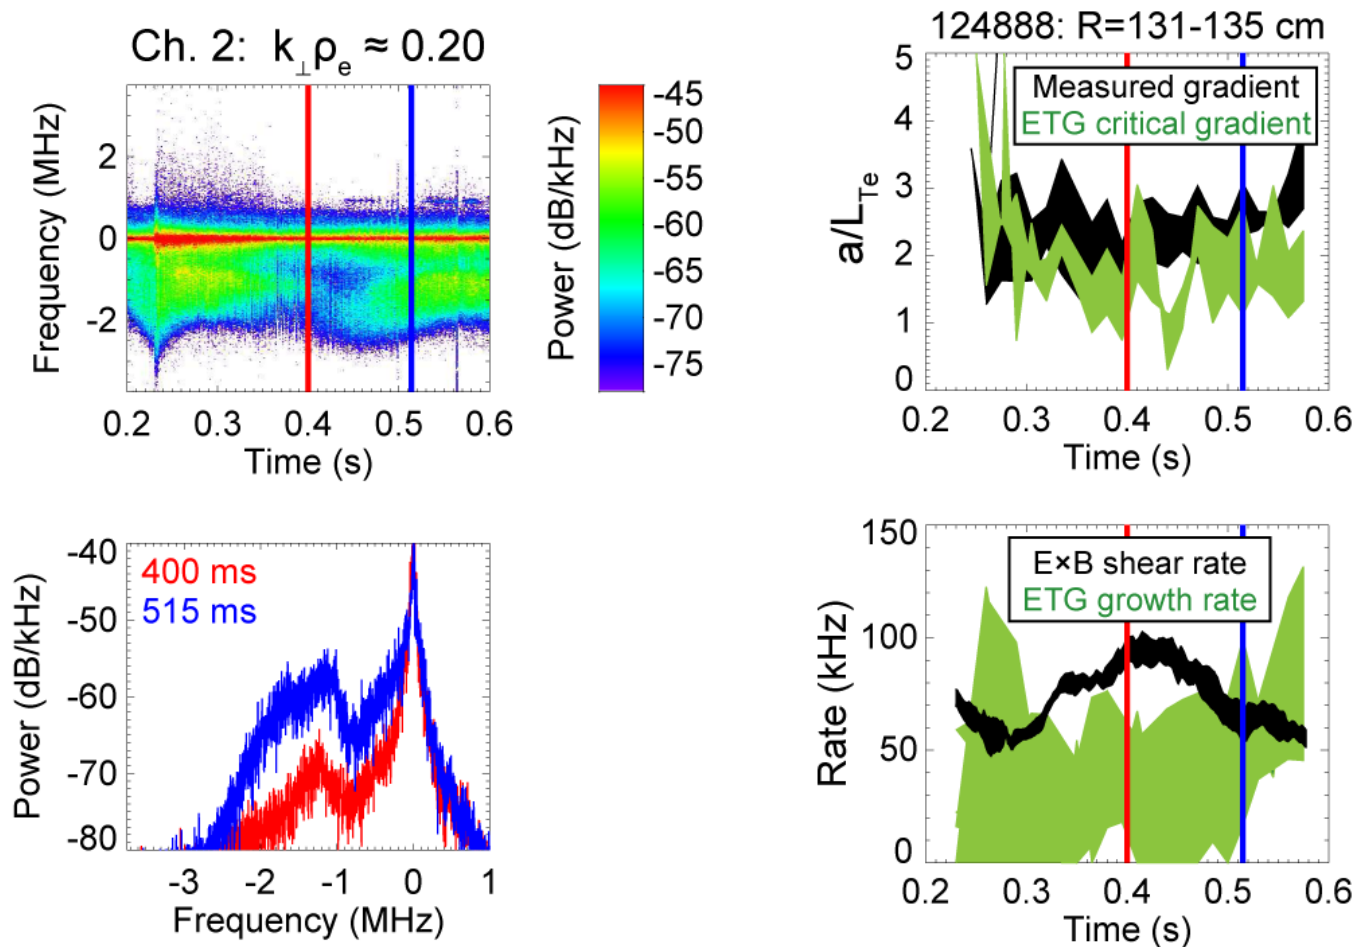 Ch. 2: k⊥ρe ≈ 0.20
Frequency (MHz)
2
0
-2
0.2 0.3 0.4 0.5 0.6
Time (s)
Power (dB/kHz)
-45
-50
-55
-60
-65
-70
-75
124888: R=131-135 cm
Measured gradient
ETG critical gradient
a/LTe
5
4
3
2
1
0
0.2 0.3 0.4 0.5 0.6
Time (s)
400 ms
515 ms
Power (dB/kHz)
-40
-50
-60
-70
-80
-3 -2 -1 0 1
Frequency (MHz)
E×B shear rate
ETG growth rate
Rate (kHz)
150
100
50
0
0.2 0.3 0.4 0.5 0.6
Time (s)